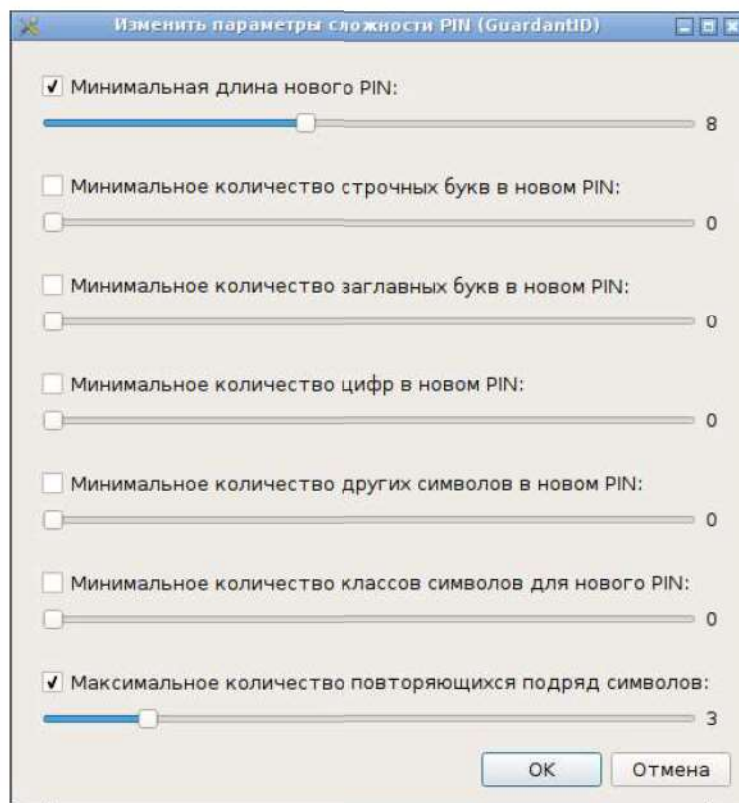 Изменить параметры сложности PIN (GuardantID)
Минимальная длина нового PIN:
8
Минимальное количество строчных букв в новом PIN:
0
Минимальное количество заглавных букв в новом PIN:
0
Минимальное количество цифр в новом PIN:
0
Минимальное количество других символов в новом PIN:
0
Минимальное количество классов символов для нового PIN:
0
Максимальное количество повторяющихся подряд символов:
3
OK
Отмена